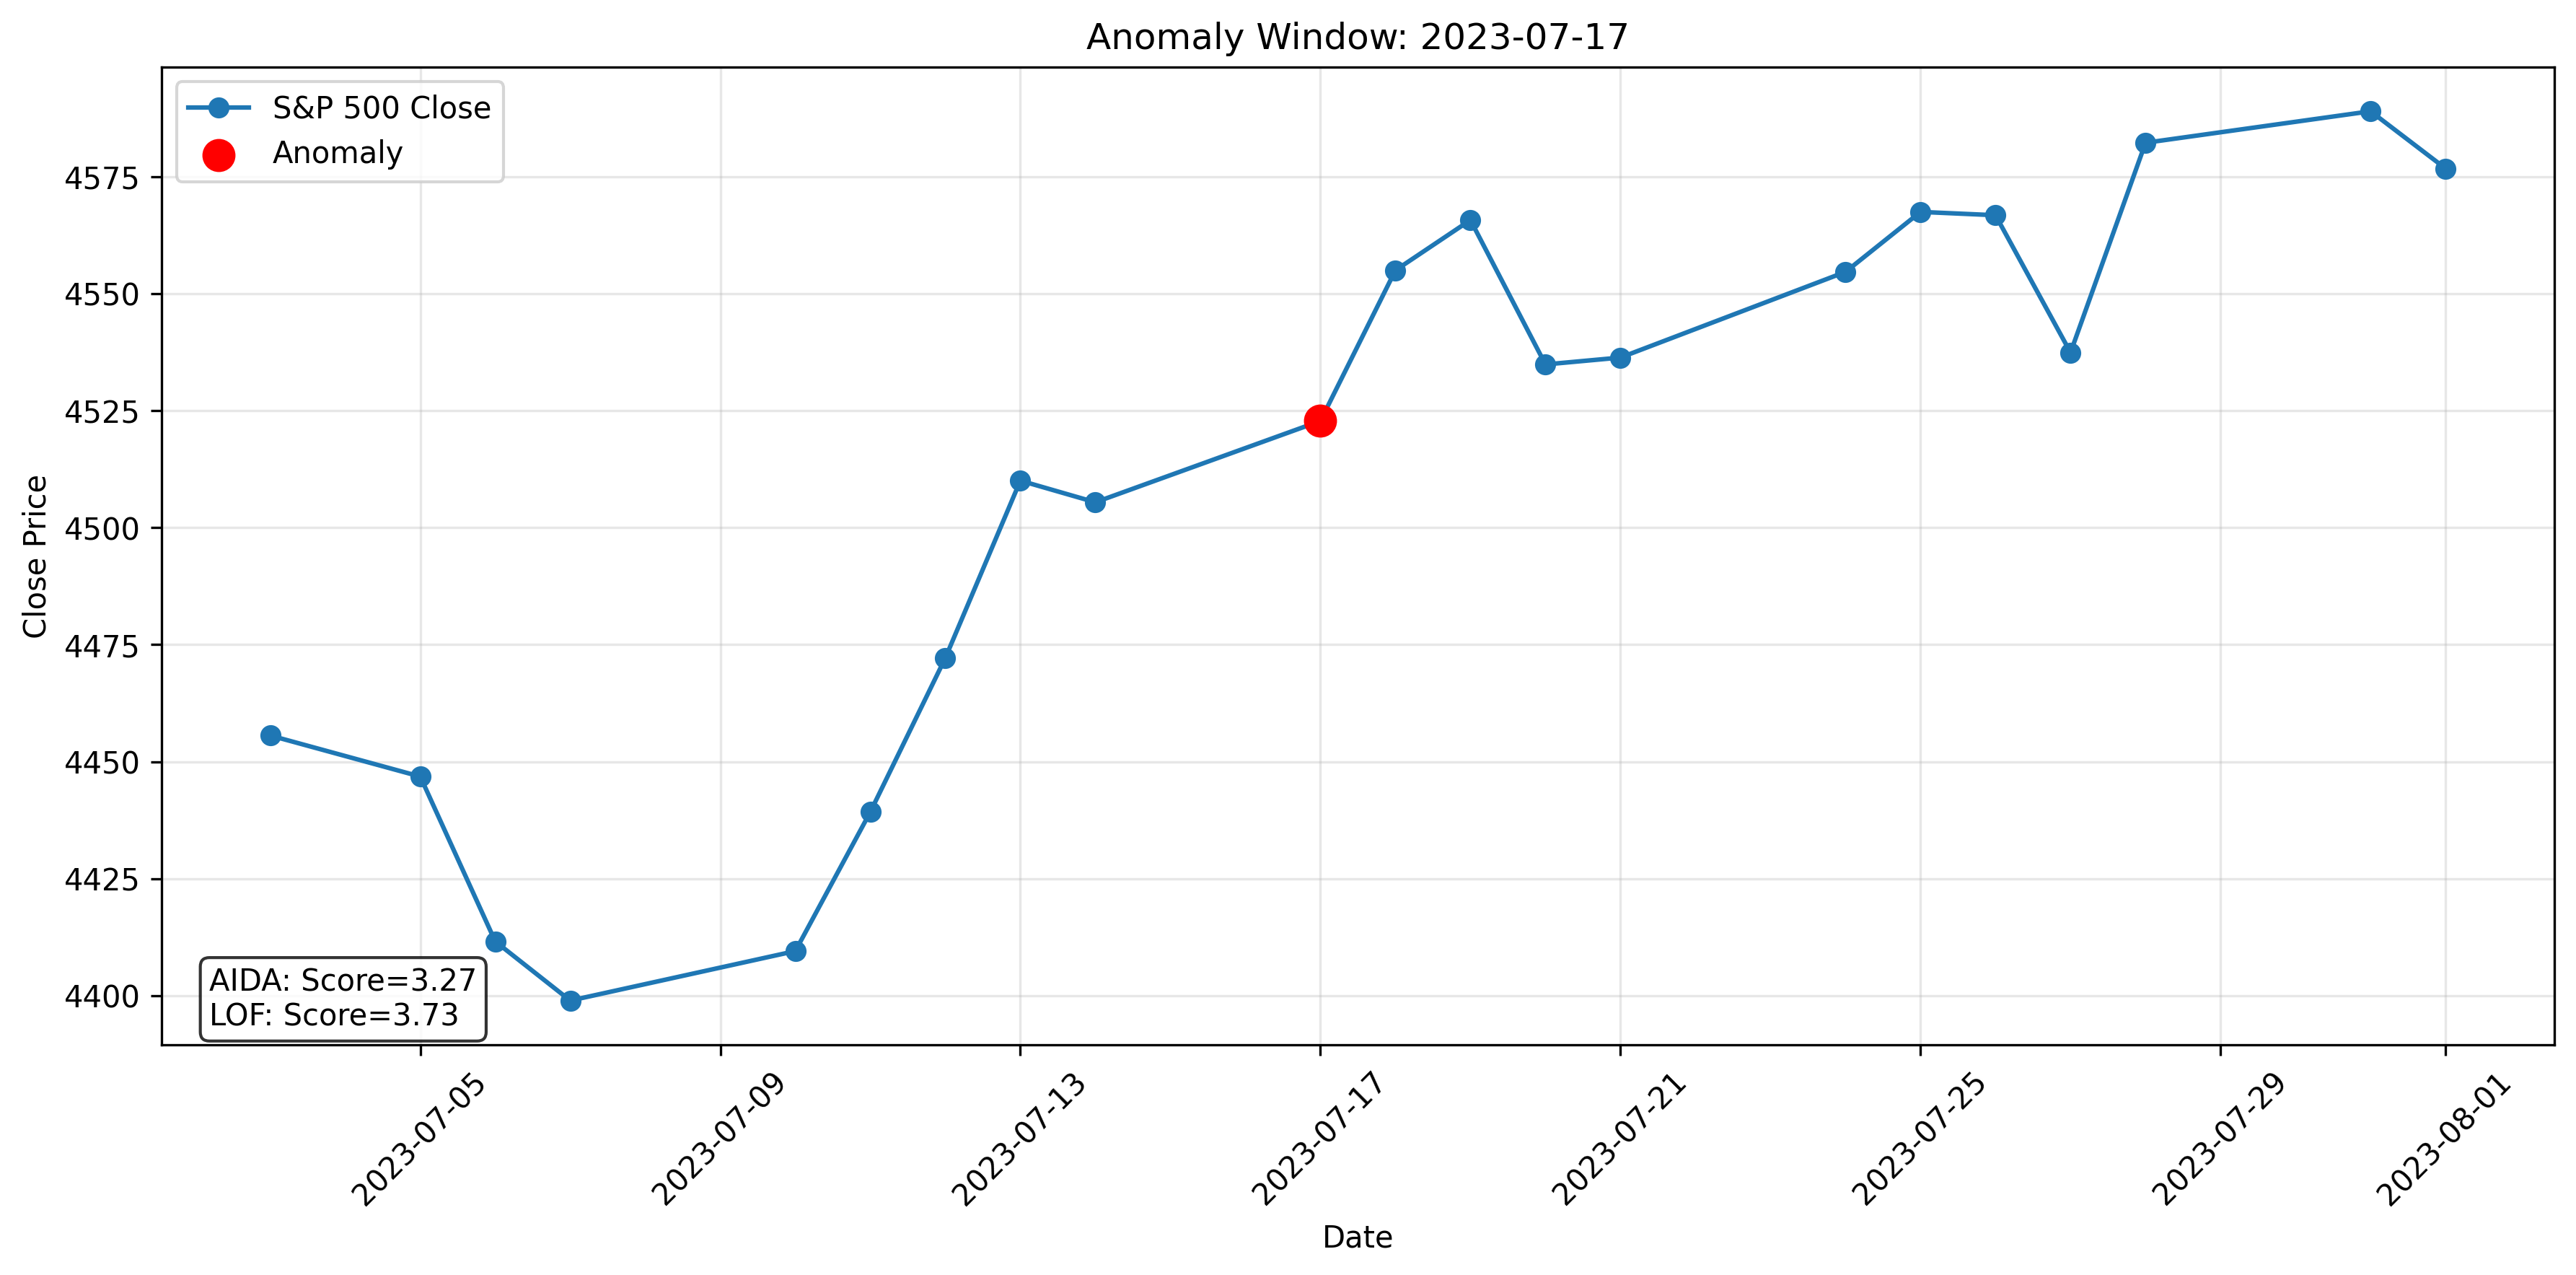 Anomaly Window: 2023-07-17
S&P 500 Close
Anomaly
4575
4550
4525
4500
4475
4450
4425
4400
Close Price
AIDA: Score=3.27
LOF: Score=3.73
2023-07-05
2023-07-09
2023-07-13
2023-07-17
2023-07-21
2023-07-25
2023-07-29
2023-08-01
Date